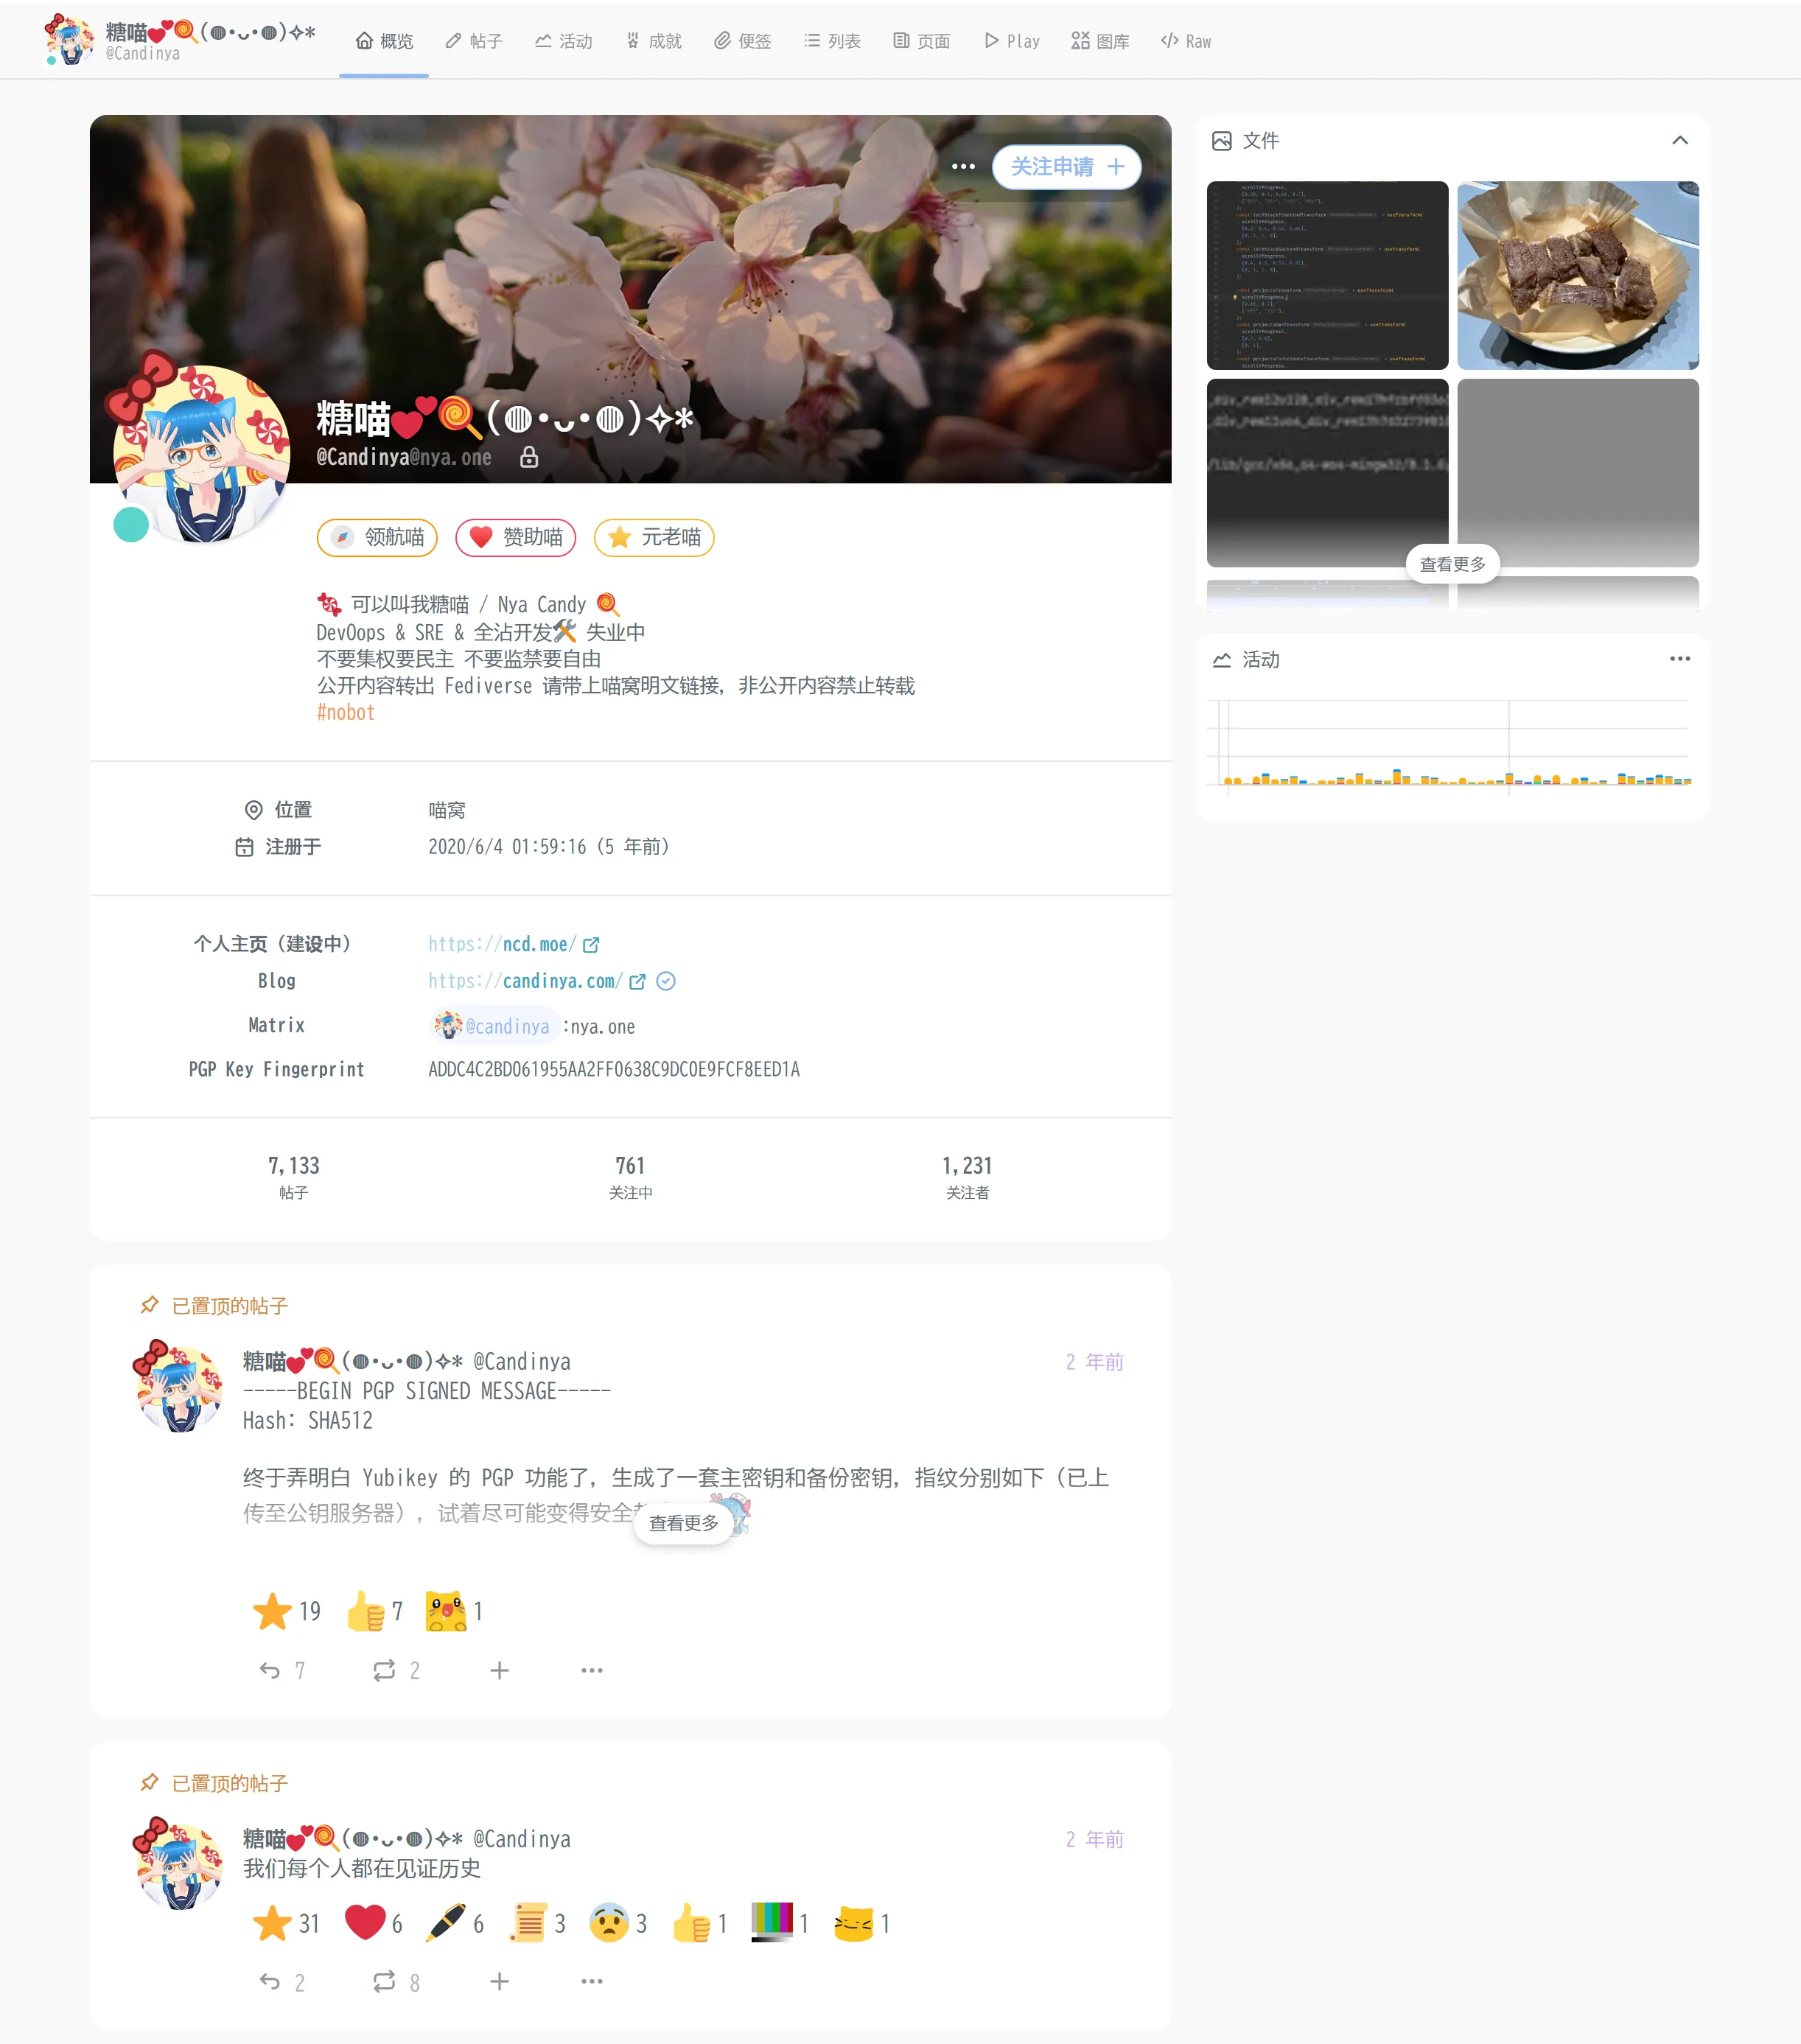 糖喵💕🍭(◍•ᴗ•◍)✧*
@Candinya
概览 帖子 活动 成就 便签 列表 页面 Play 图库 Raw
关注申请
糖喵💕🍭(◍•ᴗ•◍)✧*
@Candinya@nya.one
领航喵 赞助喵 元老喵
🍬 可以叫我糖喵 / Nya Candy 🍭
DevOops & SRE & 全沾开发🛠️ 失业中
不要集权要民主 不要监禁要自由
公开内容转出 Fediverse 请带上喵窝明文链接，非公开内容禁止转载
#nobot
位置 喵窝
注册于 2020/6/4 01:59:16 (5 年前)
个人主页（建设中） https://ncd.moe/
Blog https://candinya.com/
Matrix @candinya :nya.one
PGP Key Fingerprint ADDC4C2BD061955AA2FF0638C9DC0E9FCF8EED1A
7,133 761 1,231
帖子 关注中 关注者
已置顶的帖子
糖喵💕🍭(◍•ᴗ•◍)✧* @Candinya 2 年前
-----BEGIN PGP SIGNED MESSAGE-----
Hash: SHA512
终于弄明白 Yubikey 的 PGP 功能了，生成了一套主密钥和备份密钥，指纹分别如下（已上
传至公钥服务器），试着尽可能变得安全
查看更多
19 7 1
7 2
已置顶的帖子
糖喵💕🍭(◍•ᴗ•◍)✧* @Candinya 2 年前
我们每个人都在见证历史
31 6 6 3 3 1 1 1
2 8
文件
查看更多
活动